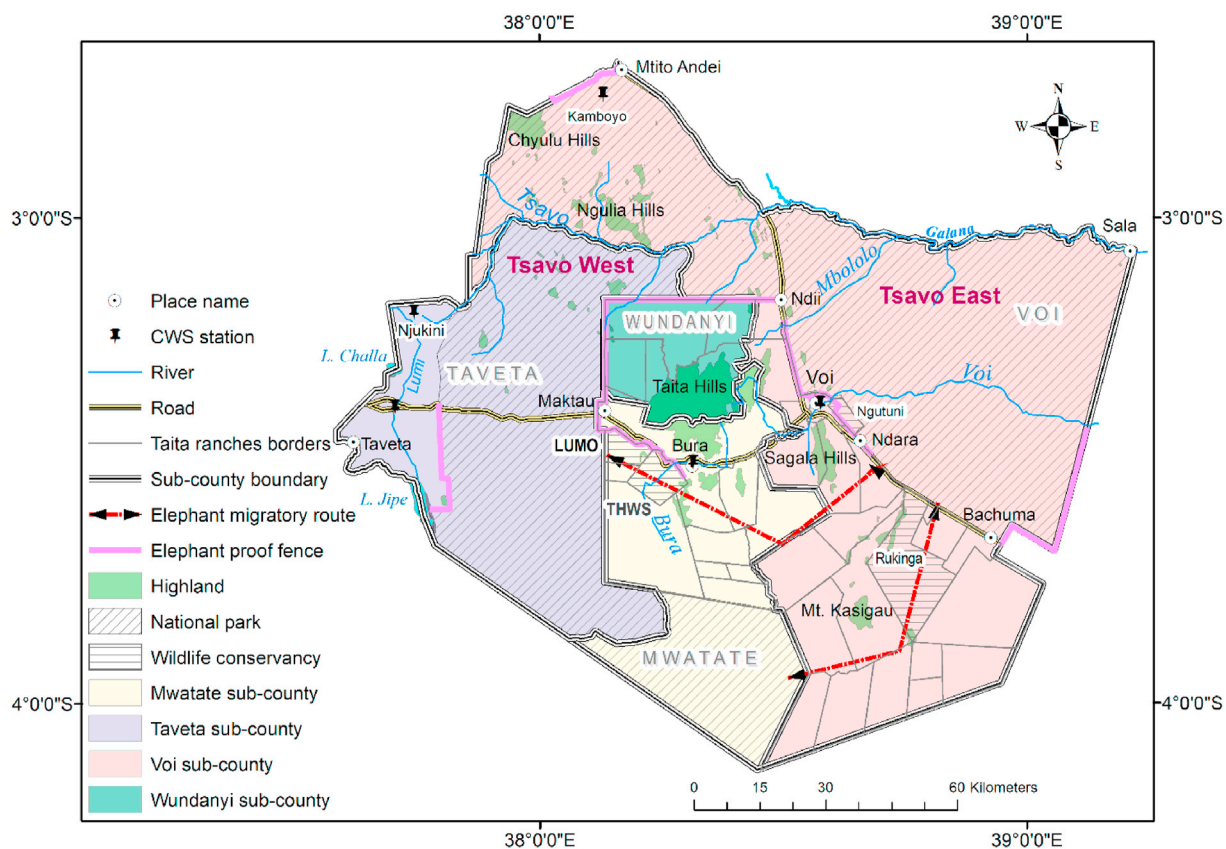 38°0'0"E
39°0'0"E
Mtito Andei
N
W
E
S
Kamboyo
Chyulu Hills
Tsavo
Ngulia Hills
3°0'0"S
3°0'0"S
Sala
Galana
Mbololo
Tsavo West
Tsavo East
Ndii
VOI
Njukini
WUNDANYI
L. Challa
Lumi
TAVETA
Taita Hills
Voi
Voi
Maktau
Ngutuni
Taveta
LUMO
Bura
Ndara
Sagala Hills
L. Jipe
THWS
Bura
Bachuma
Rukinga
Mt. Kasigau
MWATATE
4°0'0"S
4°0'0"S
Place name
CWS station
River
Road
Taita ranches borders
Sub-county boundary
Elephant migratory route
Elephant proof fence
Highland
National park
Wildlife conservancy
Mwatate sub-county
Taveta sub-county
Voi sub-county
Wundanyi sub-county
0 15 30 60 Kilometers
38°0'0"E
39°0'0"E